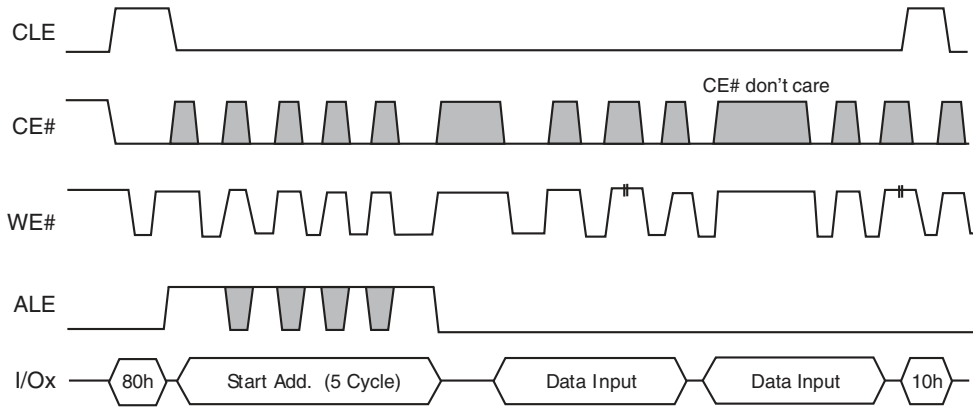 CLE
CE#
CE# don't care
WE#
ALE
I/Ox
80h
Start Add. (5 Cycle)
Data Input
Data Input
10h